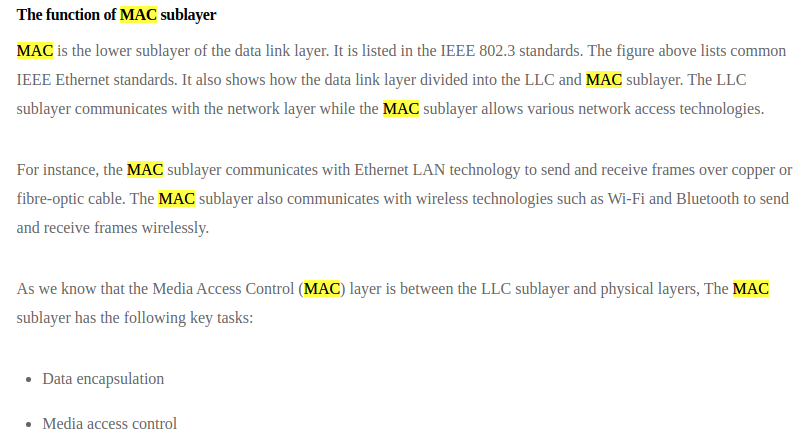 The function of MAC sublayer
MAC is the lower sublayer of the data link layer. It is listed in the IEEE 802.3 standards. The figure above lists common
IEEE Ethernet standards. It also shows how the data link layer divided into the LLC and MAC sublayer. The LLC
sublayer communicates with the network layer while the MAC sublayer allows various network access technologies.
For instance, the MAC sublayer communicates with Ethernet LAN technology to send and receive frames over copper or
fibre-optic cable. The MAC sublayer also communicates with wireless technologies such as Wi-Fi and Bluetooth to send
and receive frames wirelessly.
As we know that the Media Access Control (MAC) layer is between the LLC sublayer and physical layers, The MAC
sublayer has the following key tasks:
• Data encapsulation
• Media access control